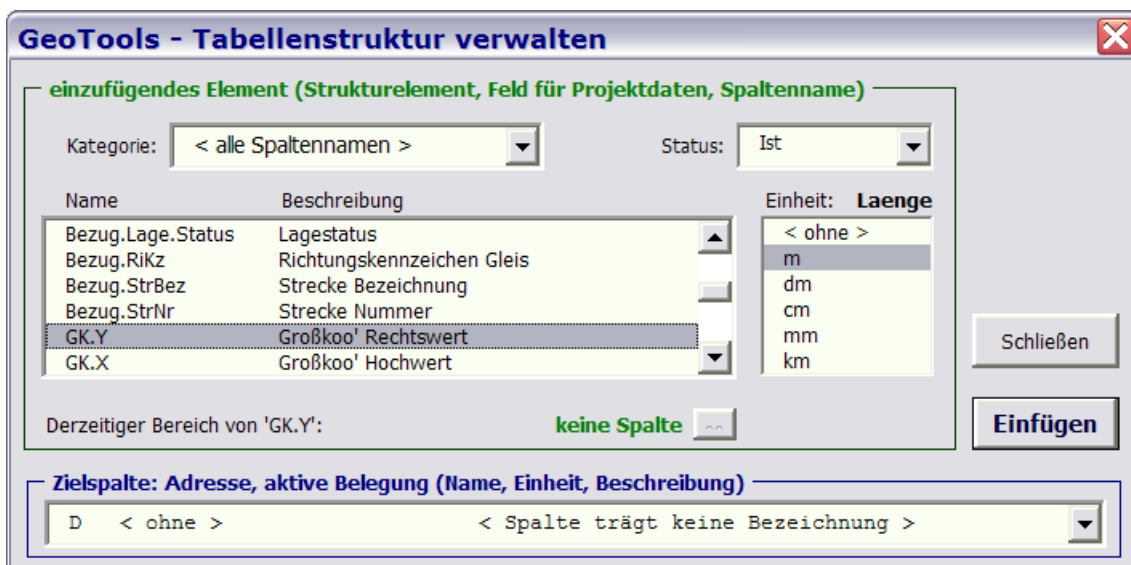 GeoTools - Tabellenstruktur verwalten
einzufügendes Element (Strukturelement, Feld für Projektdaten, Spaltenname)
Kategorie: < alle Spaltennamen > Status: Ist
Name Beschreibung Einheit: Laenge
Bezug.Lage.Status Lagestatus < ohne >
Bezug.RiKz Richtungskennzeichen Gleis m
Bezug.StrBez Strecke Bezeichnung dm
Bezug.StrNr Strecke Nummer cm
GK.Y Großkoo' Rechtswert mm
GK.X Großkoo' Hochwert km
Schließen
Derzeitiger Bereich von 'GK.Y': keine Spalte ..
Einfügen
Zielspalte: Adresse, aktive Belegung (Name, Einheit, Beschreibung)
D < ohne > < Spalte trägt keine Bezeichnung >